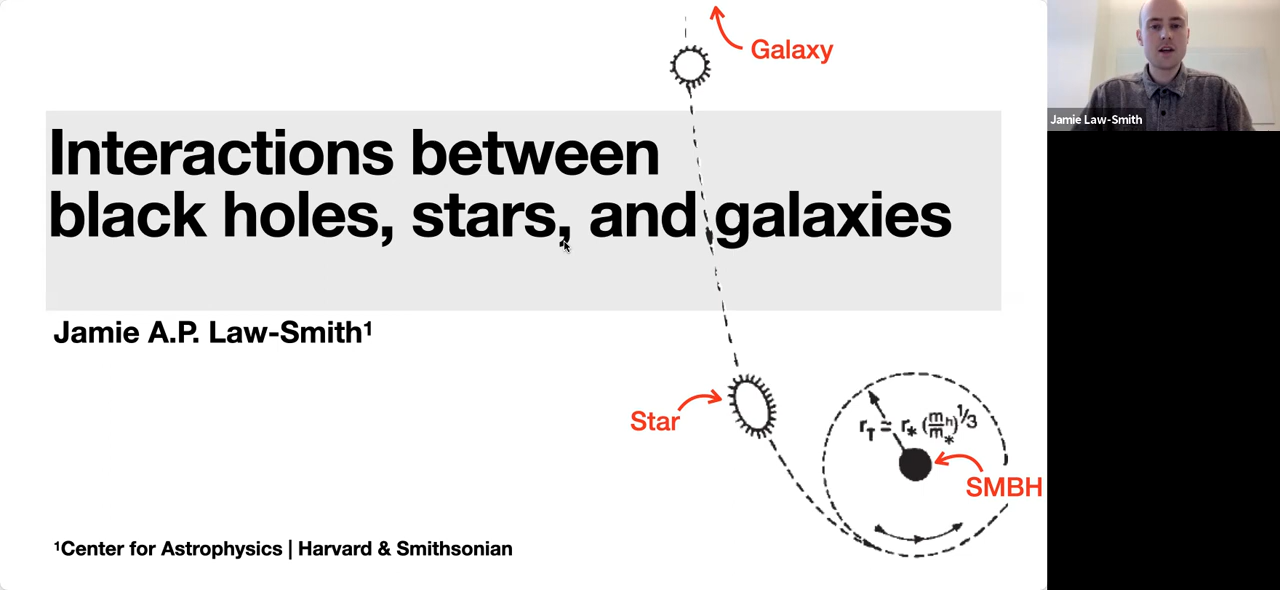 Galaxy
Jamie Law-Smith
Interactions between
black holes, stars, and galaxies
Jamie A.P. Law-Smith¹
Star
r_T = r_* (m_h/m_*)^1/3
SMBH
¹Center for Astrophysics | Harvard & Smithsonian